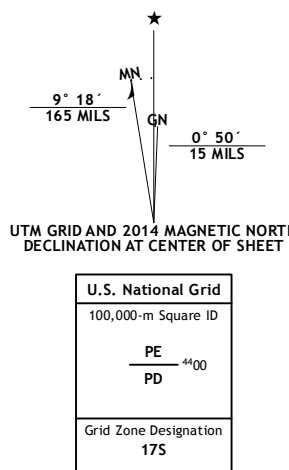 ★
MN
9° 18´
165 MILS
GN
0° 50´
15 MILS
UTM GRID AND 2014 MAGNETIC NORTH
DECLINATION AT CENTER OF SHEET
U.S. National Grid
100,000-m Square ID
PE
⁴⁴00
PD
Grid Zone Designation
17S